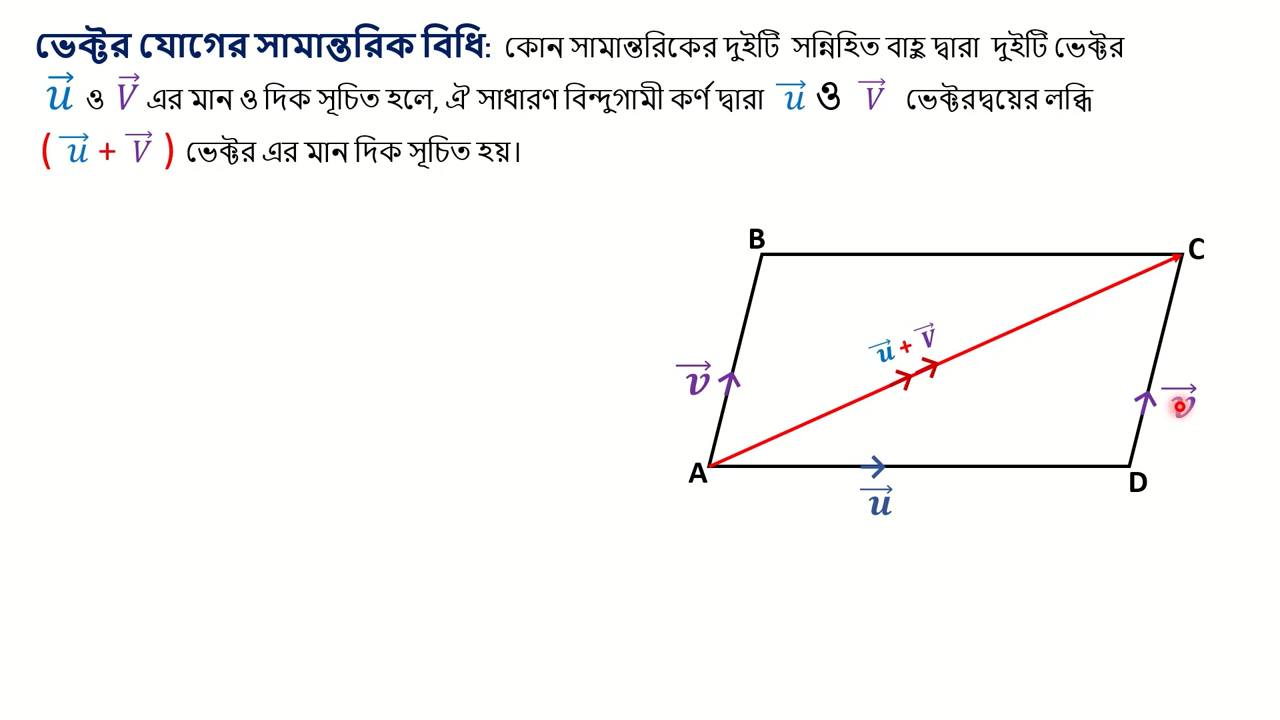 ভেক্টর যোগের সামান্তরিক বিধি: কোন সামান্তরিকের দুইটি সন্নিহিত বাহু দ্বারা দুইটি ভেক্টর
u⃗ ও V⃗ এর মান ও দিক সূচিত হলে, ঐ সাধারণ বিন্দুগামী কর্ণ দ্বারা u⃗ ও V⃗ ভেক্টরদ্বয়ের লব্ধি
( u⃗ + V⃗ ) ভেক্টর এর মান দিক সূচিত হয়।
B
C
u⃗ + V⃗
v⃗
v⃗
A
D
u⃗